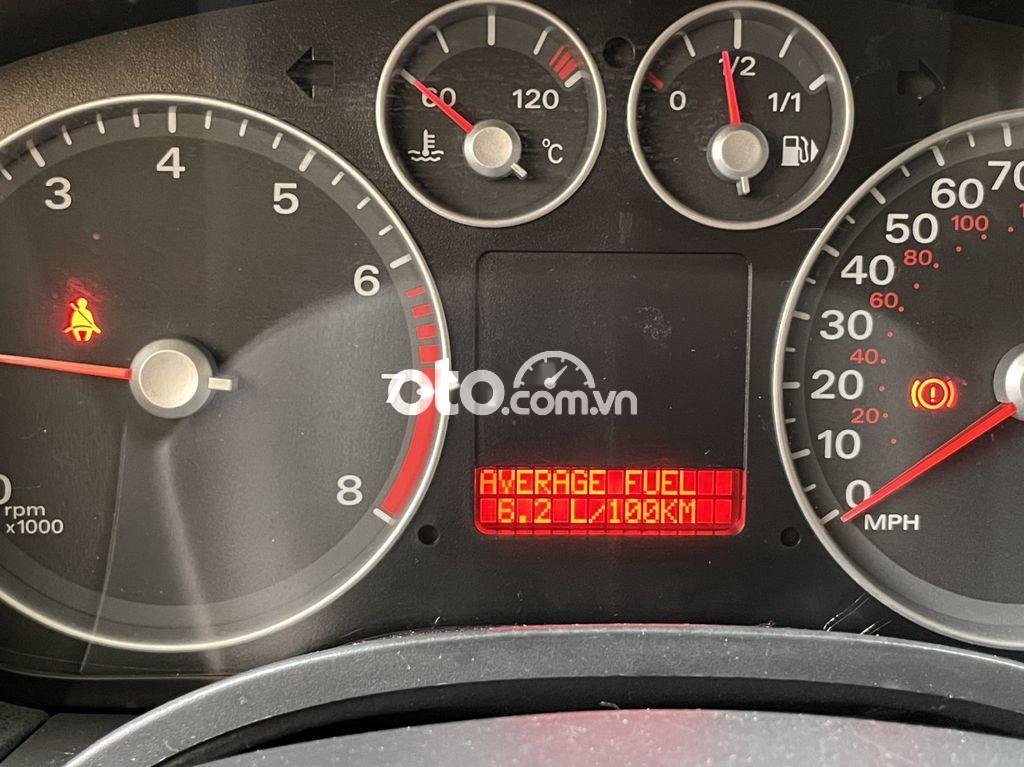 60 120
°C
0 1/2 1/1
3 4 5 6 7 8
0
rpm
x1000
oto.com.vn
AVERAGE FUEL
6.2 L/100KM
0 10 20 30 40 50 60 70
20 40 60 80 100
MPH